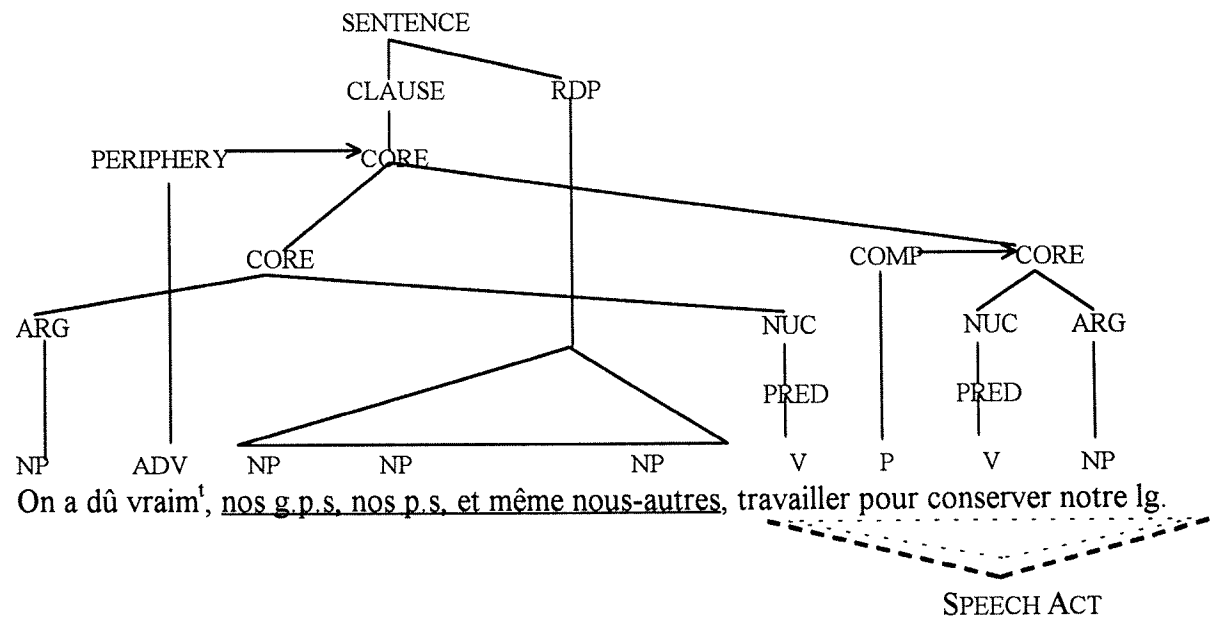 SENTENCE
CLAUSE RDP
PERIPHERY CORE
CORE COMP CORE
ARG NUC NUC ARG
PRED PRED
NP ADV NP NP NP V P V NP
On a dû vraimᵗ, nos g.p.s, nos p.s, et même nous-autres, travailler pour conserver notre lg.
SPEECH ACT